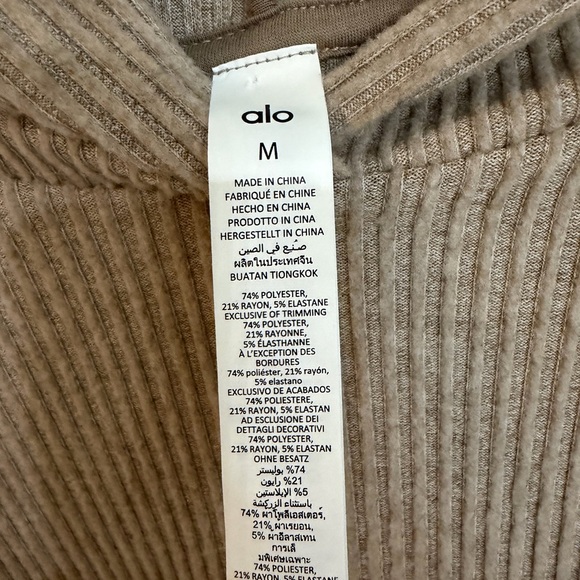 alo
M
MADE IN CHINA
FABRIQUÉ EN CHINE
HECHO EN CHINA
PRODOTTO IN CINA
HERGESTELLT IN CHINA
صنع في الصين
ผลิตในประเทศจีน
BUATAN TIONGKOK
74% POLYESTER,
21% RAYON, 5% ELASTANE
EXCLUSIVE OF TRIMMING
74% POLYESTER,
21% RAYONNE,
5% ÉLASTHANNE
À L'EXCEPTION DES
BORDURES
74% poliéster, 21% rayón,
5% elastano
EXCLUSIVO DE ACABADOS
74% POLIESTERE,
21% RAYON, 5% ELASTAN
AD ESCLUSIONE DEI
DETTAGLI DECORATIVI
74% POLYESTER,
21% RAYON, 5% ELASTAN
OHNE BESATZ
%74 بوليستر
%21 رايون
%5 الإيلاستين
باستثناء الزركشة
74% ผ้าโพลีเอสเตอร์,
21% ผ้าเรยอน,
5% ผ้าอีลาสเทน
การเล็
มพิเศษเฉพาะ
74% POLIESTER,
21% RAYON, 5% ELASTANE